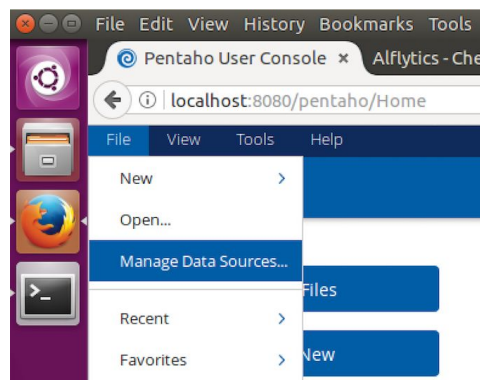 File Edit View History Bookmarks Tools
Pentaho User Console × Alflytics - Che
localhost:8080/pentaho/Home
File View Tools Help
New
Open...
Manage Data Sources...
Files
Recent
New
Favorites